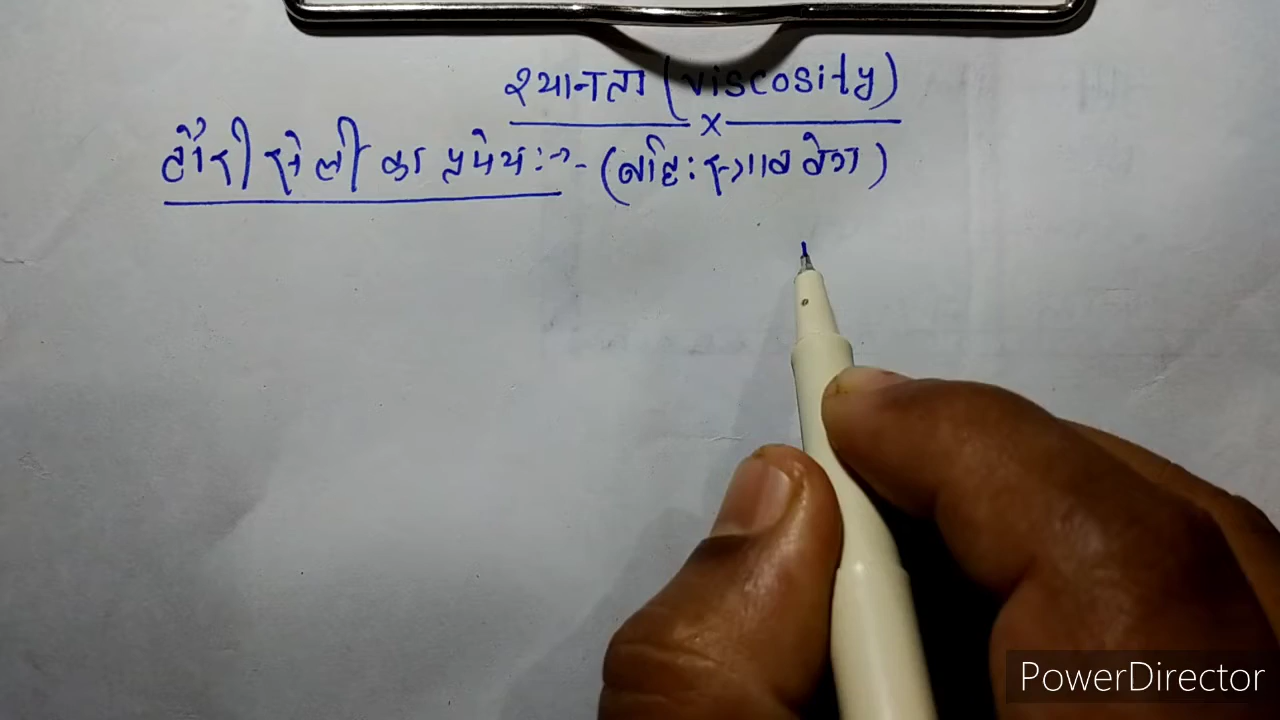 श्यानता (viscosity)
x
टौरी सेली का प्रमेय :-> - (बहि: स्त्राव वेग)
PowerDirector